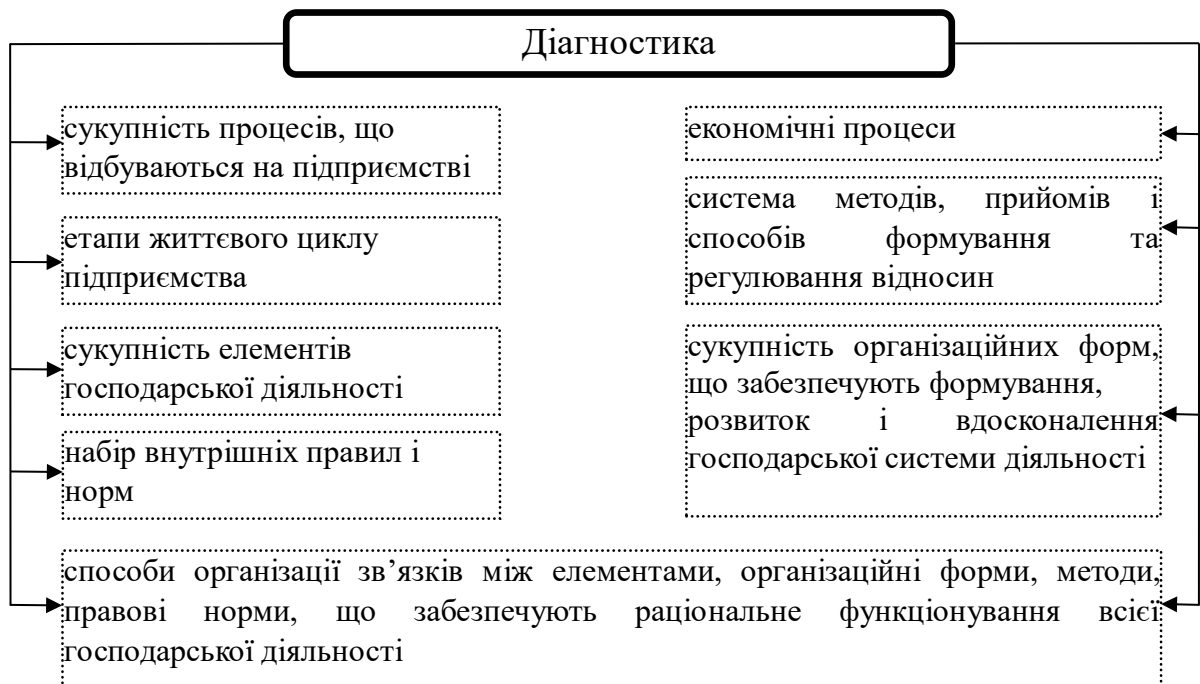 Діагностика
сукупність процесів, що
відбуваються на підприємстві
етапи життєвого циклу
підприємства
сукупність елементів
господарської діяльності
набір внутрішніх правил і
норм
економічні процеси
система методів, прийомів і
способів формування та
регулювання відносин
сукупність організаційних форм,
що забезпечують формування,
розвиток і вдосконалення
господарської системи діяльності
способи організації зв’язків між елементами, організаційні форми, методи,
правові норми, що забезпечують раціональне функціонування всієї
господарської діяльності